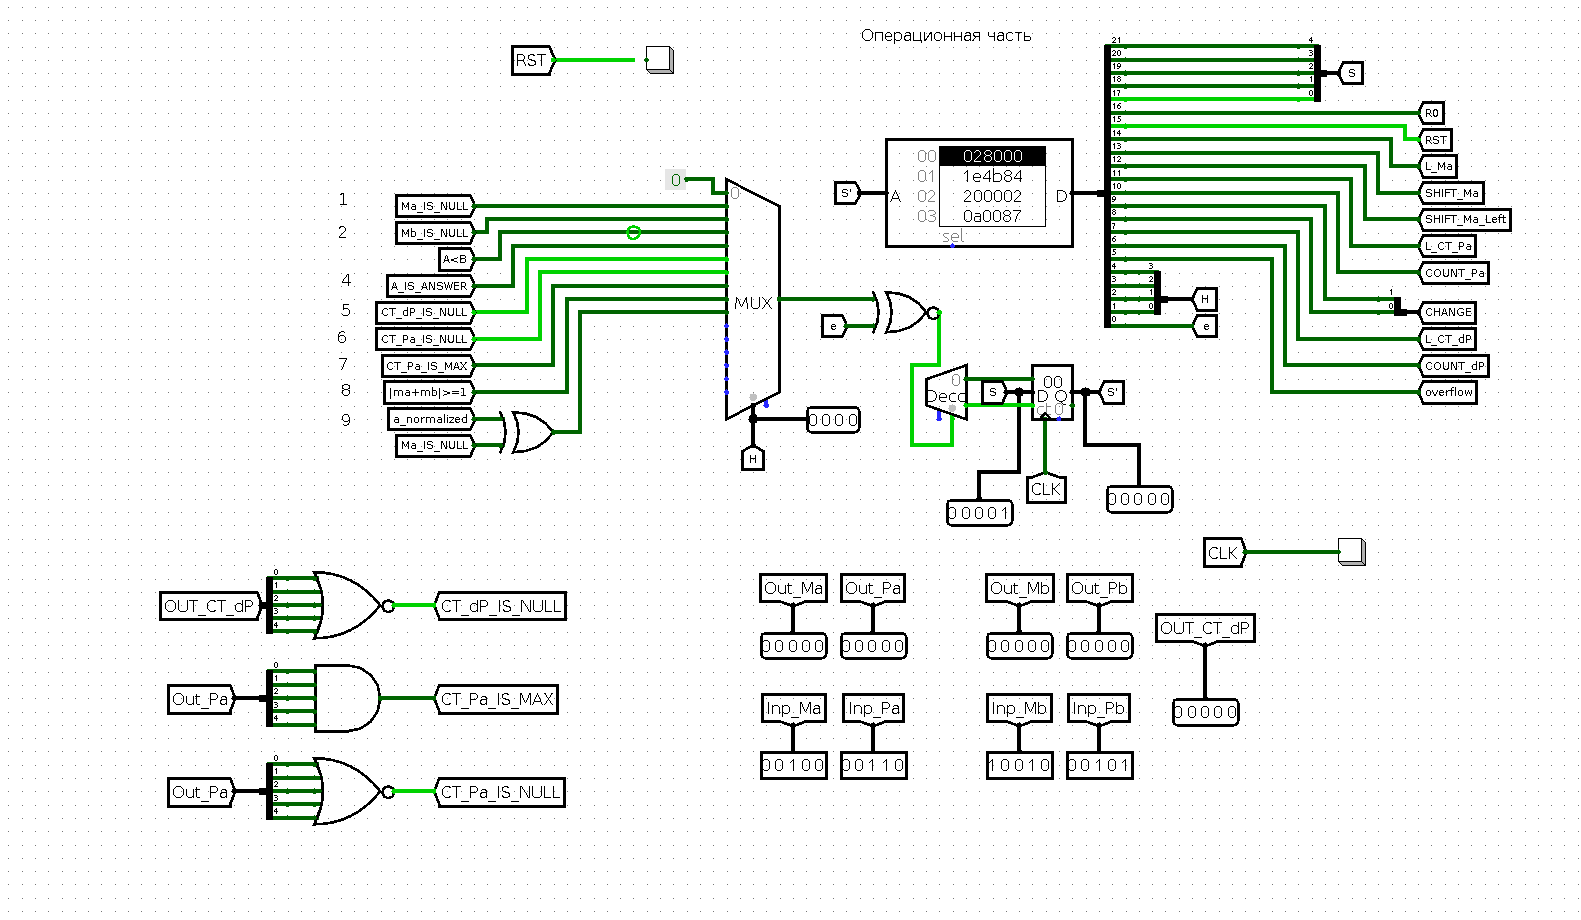 Операционная часть
RST
21
20
19
18
17
16
15
14
13
12
11
10
9
8
7
6
5
4
3
2
1
0
4
3
2
1
0
S
R0
RST
L_Ma
SHIFT_Ma
SHIFT_Ma_Left
L_CT_Pa
COUNT_Pa
1
0
CHANGE
L_CT_dP
COUNT_dP
overflow
3
2
1
0
H
e
S'
A
00 028000
01 1e4b84
02 200002
03 0a0087
D
sel
0
0
MUX
1
Ma_IS_NULL
2
Mb_IS_NULL
A<B
4
A_IS_ANSWER
5
CT_dP_IS_NULL
6
CT_Pa_IS_NULL
7
CT_Pa_IS_MAX
8
|ma+mb|>=1
9
a_normalized
Ma_IS_NULL
0000
H
e
0
Decd
S
00
D Q
ct0
S'
CLK
00001
00000
CLK
OUT_CT_dP
0
1
2
3
4
CT_dP_IS_NULL
Out_Pa
0
1
2
3
4
CT_Pa_IS_MAX
Out_Pa
0
1
2
3
4
CT_Pa_IS_NULL
Out_Ma Out_Pa Out_Mb Out_Pb
00000 00000 00000 00000
OUT_CT_dP
00000
Inp_Ma Inp_Pa Inp_Mb Inp_Pb
00100 00110 10010 00101